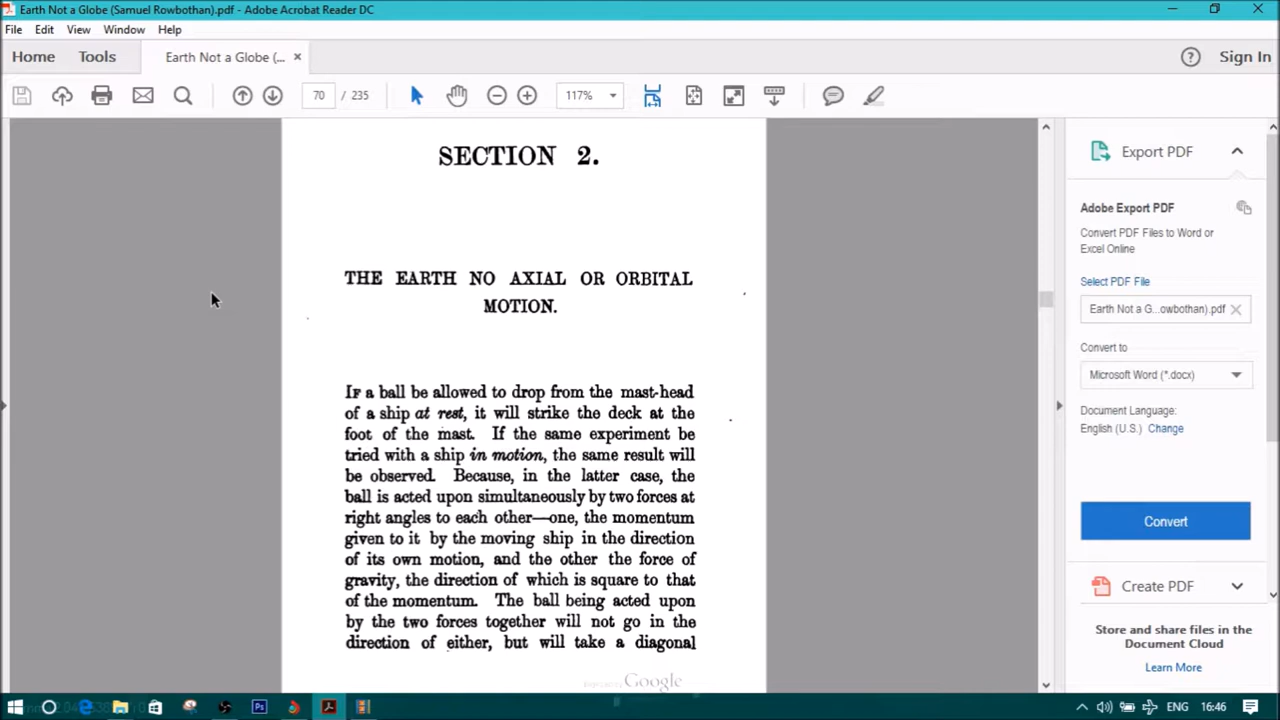 Earth Not a Globe (Samuel Rowbothan).pdf - Adobe Acrobat Reader DC
File Edit View Window Help
Home Tools Earth Not a Globe (... × Sign In
70 / 235 117%
SECTION 2.
THE EARTH NO AXIAL OR ORBITAL
MOTION.
IF a ball be allowed to drop from the mast-head
of a ship at rest, it will strike the deck at the
foot of the mast. If the same experiment be
tried with a ship in motion, the same result will
be observed. Because, in the latter case, the
ball is acted upon simultaneously by two forces at
right angles to each other—one, the momentum
given to it by the moving ship in the direction
of its own motion, and the other the force of
gravity, the direction of which is square to that
of the momentum. The ball being acted upon
by the two forces together will not go in the
direction of either, but will take a diagonal
Google
Export PDF
Adobe Export PDF
Convert PDF Files to Word or
Excel Online
Select PDF File
Earth Not a G...owbothan).pdf
Convert to
Microsoft Word (*.docx)
Document Language:
English (U.S.) Change
Convert
Create PDF
Store and share files in the
Document Cloud
Learn More
Ps
ENG 16:46